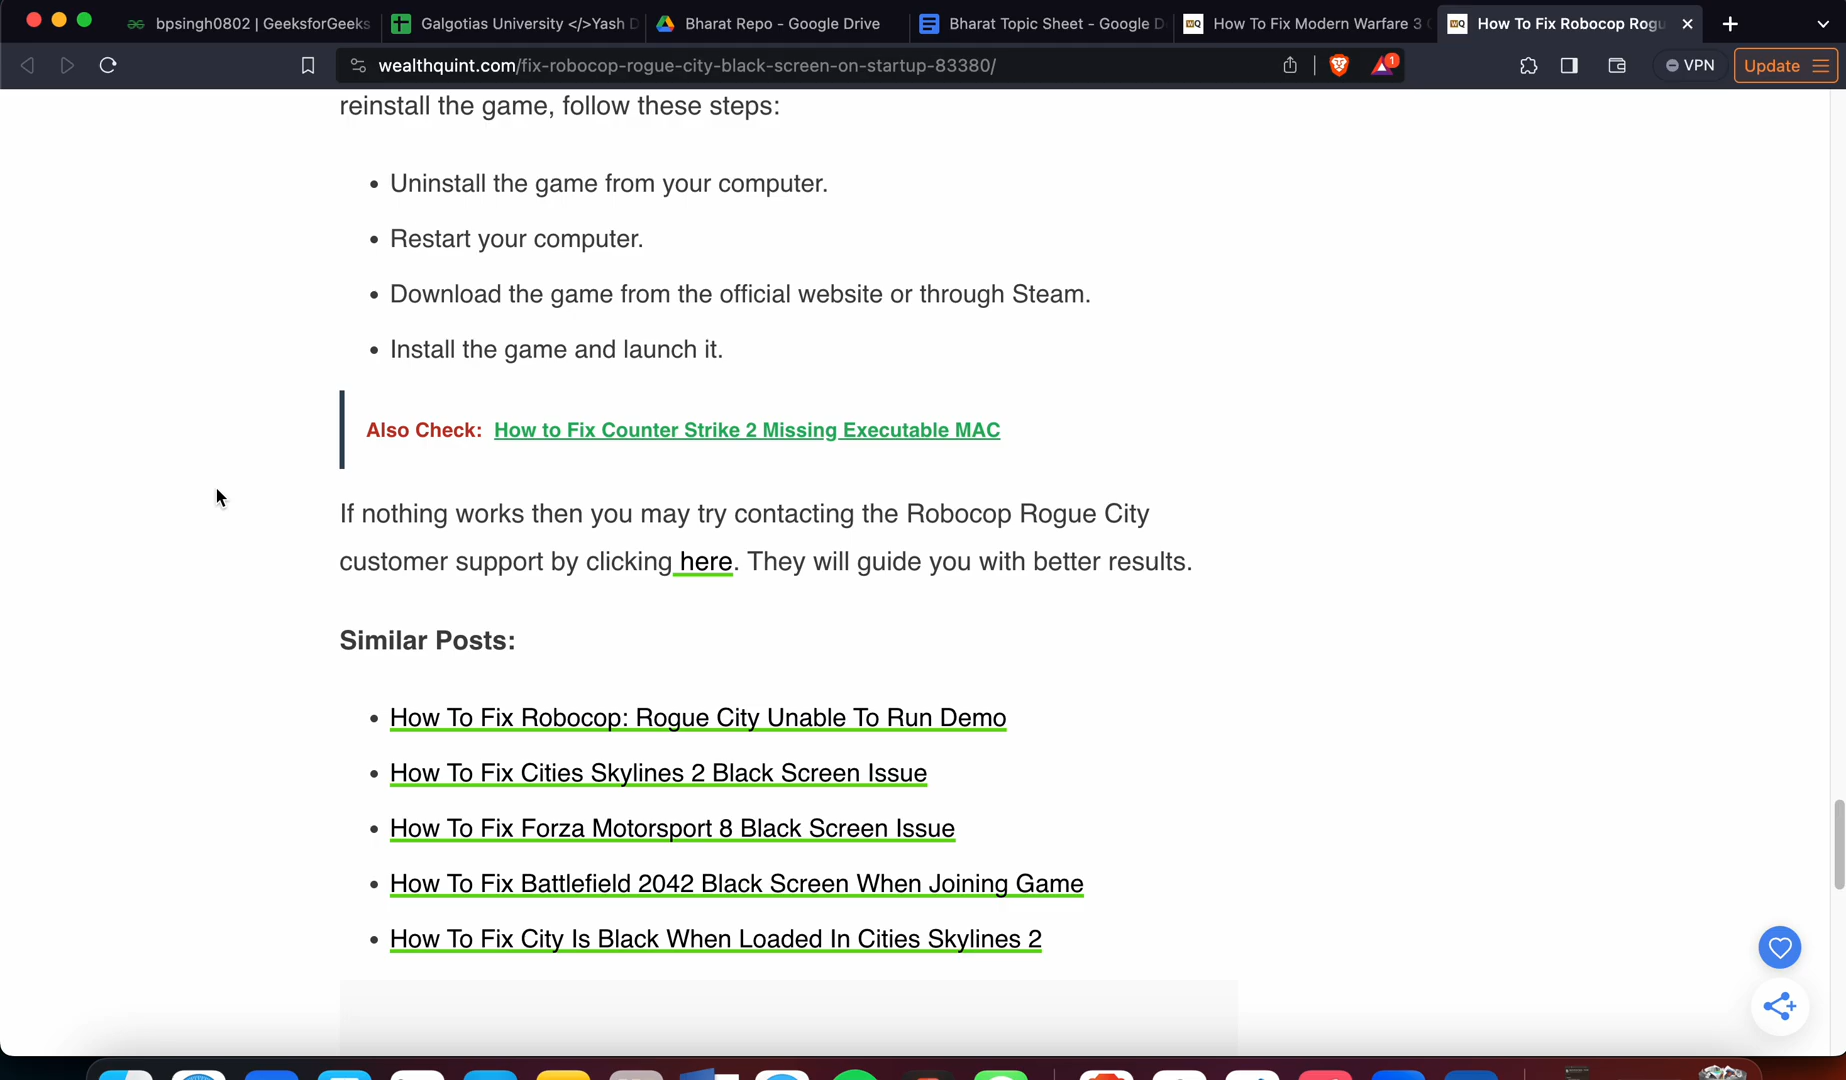 bpsingh0802 | GeeksforGeeks
Galgotias University </>Yash D
Bharat Repo - Google Drive
Bharat Topic Sheet - Google D
How To Fix Modern Warfare 3
How To Fix Robocop Rogu
wealthquint.com/fix-robocop-rogue-city-black-screen-on-startup-83380/
1
VPN
Update
reinstall the game, follow these steps:
• Uninstall the game from your computer.
• Restart your computer.
• Download the game from the official website or through Steam.
• Install the game and launch it.
Also Check: How to Fix Counter Strike 2 Missing Executable MAC
If nothing works then you may try contacting the Robocop Rogue City
customer support by clicking here. They will guide you with better results.
Similar Posts:
• How To Fix Robocop: Rogue City Unable To Run Demo
• How To Fix Cities Skylines 2 Black Screen Issue
• How To Fix Forza Motorsport 8 Black Screen Issue
• How To Fix Battlefield 2042 Black Screen When Joining Game
• How To Fix City Is Black When Loaded In Cities Skylines 2